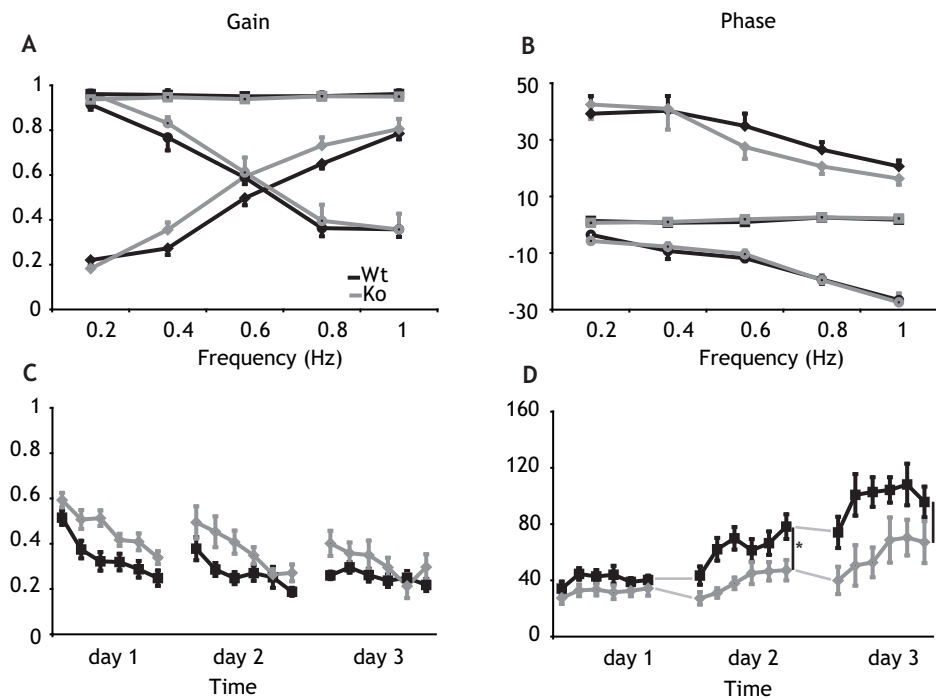 Gain
Phase
A
B
1
0.8
0.6
0.4
0.2
0
Wt
Ko
0.2 0.4 0.6 0.8 1
Frequency (Hz)
50
30
10
-10
-30
0.2 0.4 0.6 0.8 1
Frequency (Hz)
C
D
1
0.8
0.6
0.4
0.2
0
day 1 day 2 day 3
Time
160
120
80
40
0
*
day 1 day 2 day 3
Time